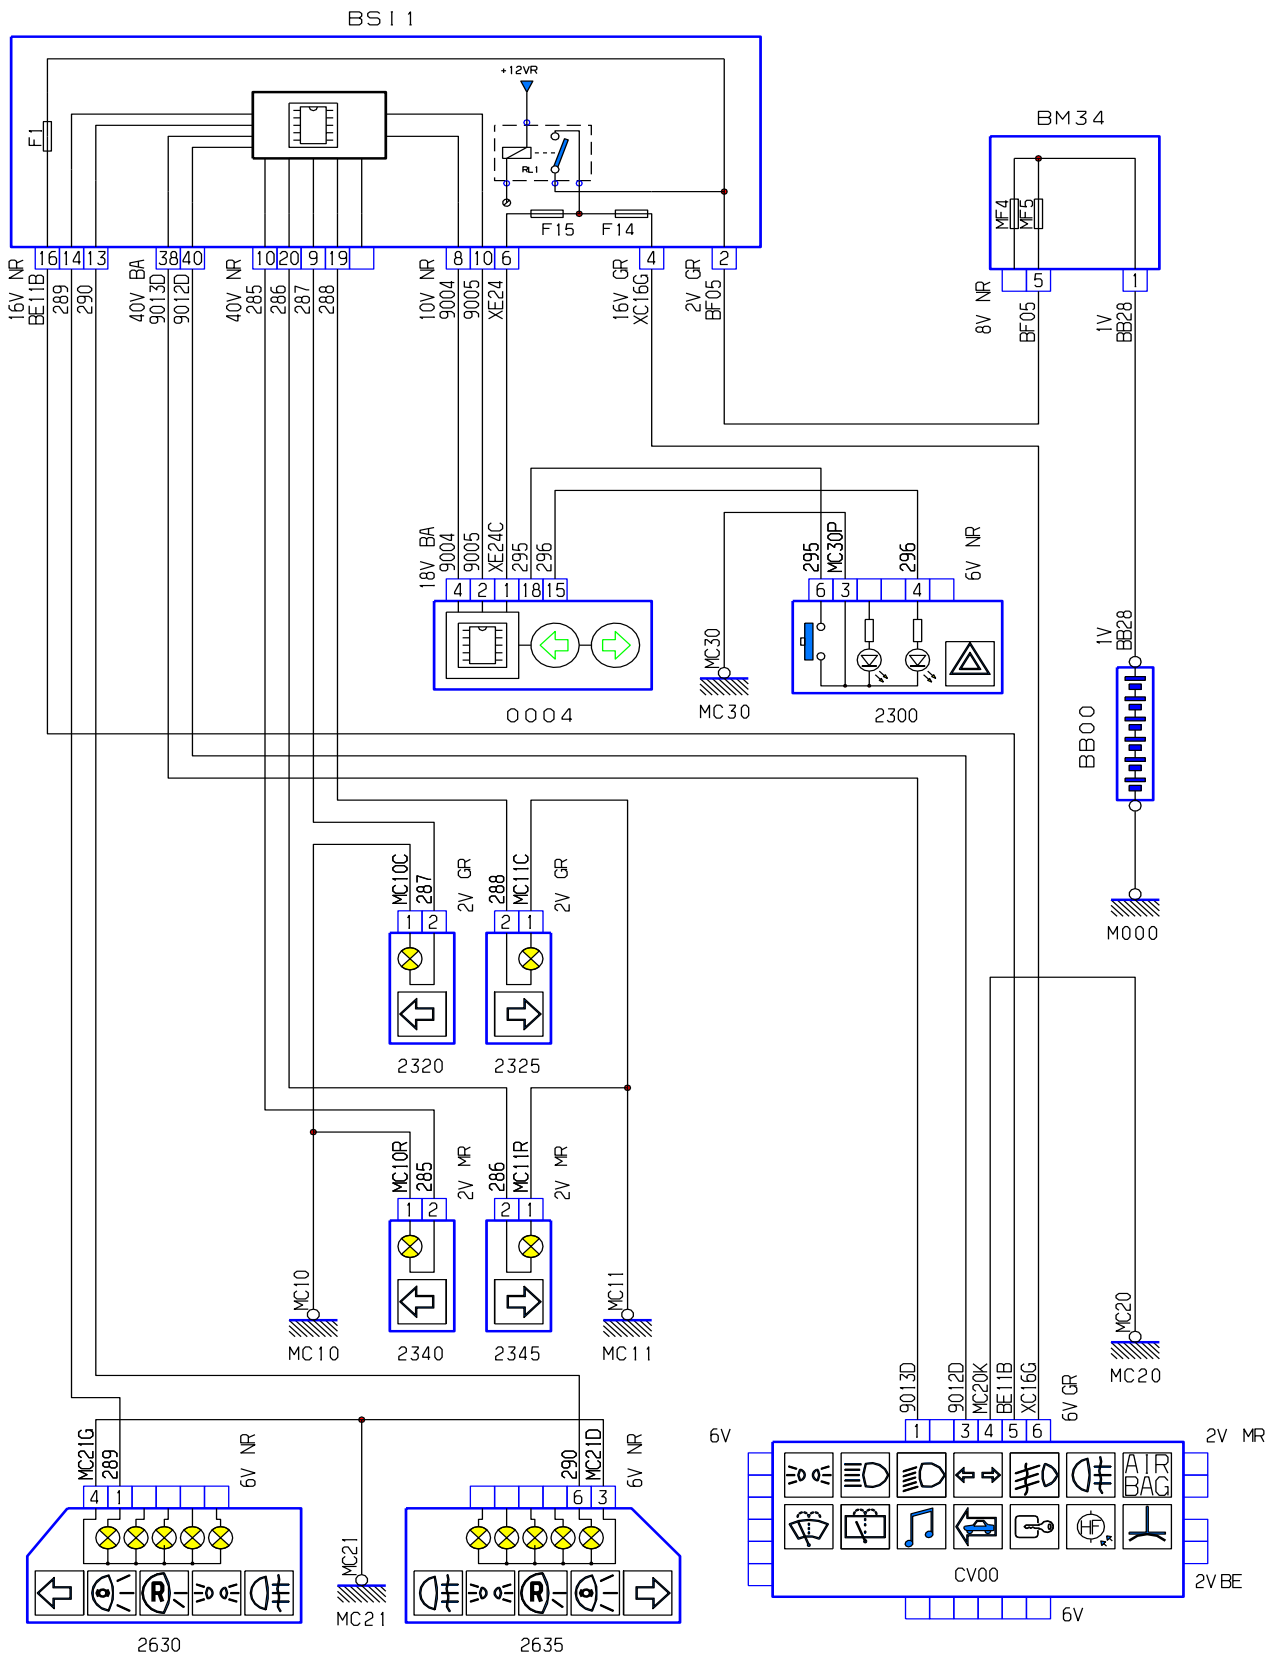 BSI1
+12VR
F1
RL1
F15 F14
16 14 13 38 40 10 20 9 19 8 10 6 4 2
16V NR
BE11B
289
290
40V BA
9013D
9012D
40V NR
285
286
287
288
10V NR
9004
9005
XE24
16V GR
XC16G
2V GR
BF05
BM34
MF4
MF5
5 1
8V NR
BF05
1V
BB28
18V BA
9004
9005
XE24C
295
296
4 2 1 18 15
0004
MC30
MC30
295
MC30P
296
6V NR
6 3 4
2300
1V
BB28
BB00
M000
MC10C
287
2V GR
1 2
2320
288
MC11C
2V GR
2 1
2325
MC10R
285
2V MR
1 2
2340
286
MC11R
2V MR
2 1
2345
MC10
MC10
MC11
MC11
MC20
MC20
MC21G
289
6V NR
4 1
R
2630
MC21
MC21
290
MC21D
6V NR
6 3
R
2635
9013D
9012D
MC20K
BE11B
XC16G
6V GR
1 3 4 5 6
6V
2V MR
AIR
BAG
HF
CV00
2V BE
6V